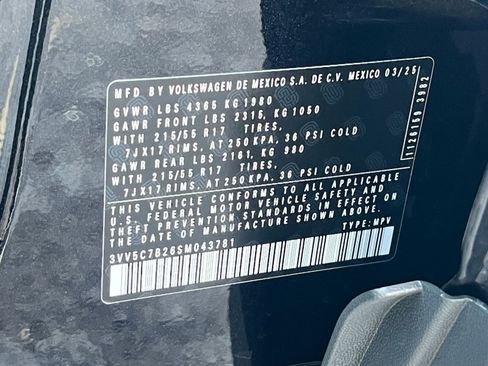 MFD BY VOLKSWAGEN DE MEXICO S.A. DE C.V. MEXICO 03/25
GVWR LBS 4365 KG 1980
GAWR FRONT LBS 2315, KG 1050
WITH 215/55 R17 TIRES,
7JX17 RIMS, AT 250 KPA, 36 PSI COLD
GAWR REAR LBS 2161, KG 980
WITH 215/55 R17 TIRES,
7JX17 RIMS, AT 250 KPA, 36 PSI COLD
THIS VEHICLE CONFORMS TO ALL APPLICABLE
U.S. FEDERAL MOTOR VEHICLE SAFETY AND
THEFT PREVENTION STANDARDS IN EFFECT ON
THE DATE OF MANUFACTURE SHOWN ABOVE.
TYPE: MPV
3VV5C7B26SM043781
1126159 3982